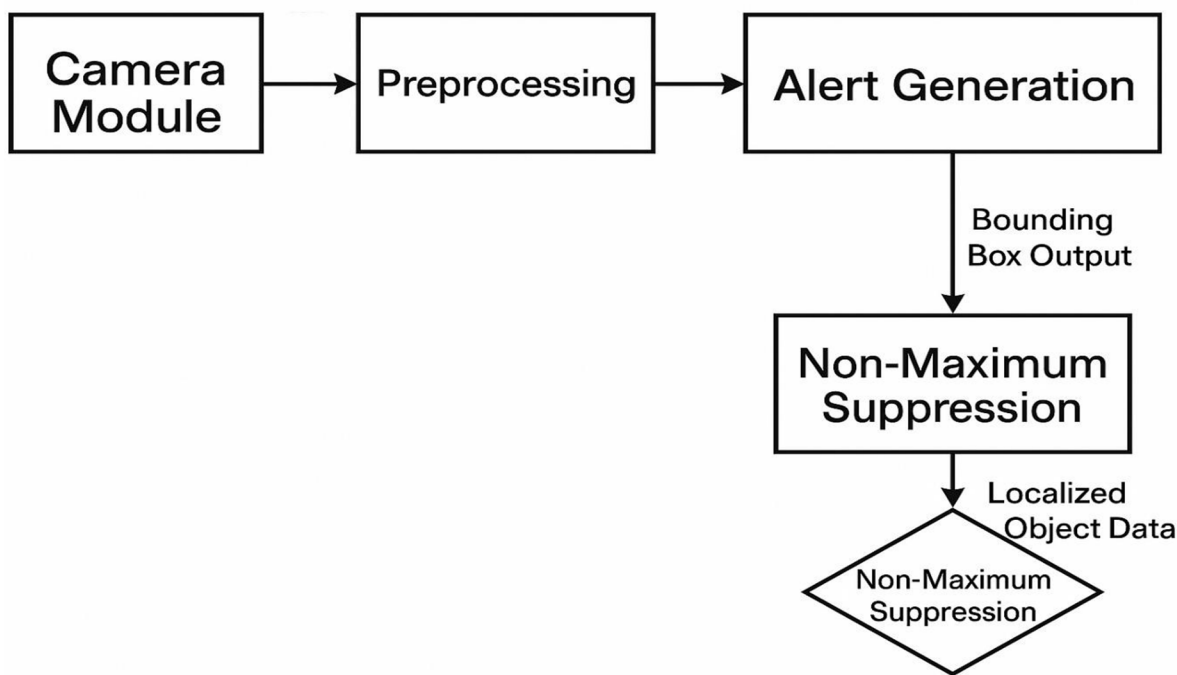 Camera
Module
Preprocessing
Alert Generation
Bounding
Box Output
Non-Maximum
Suppression
Localized
Object Data
Non-Maximum
Suppression